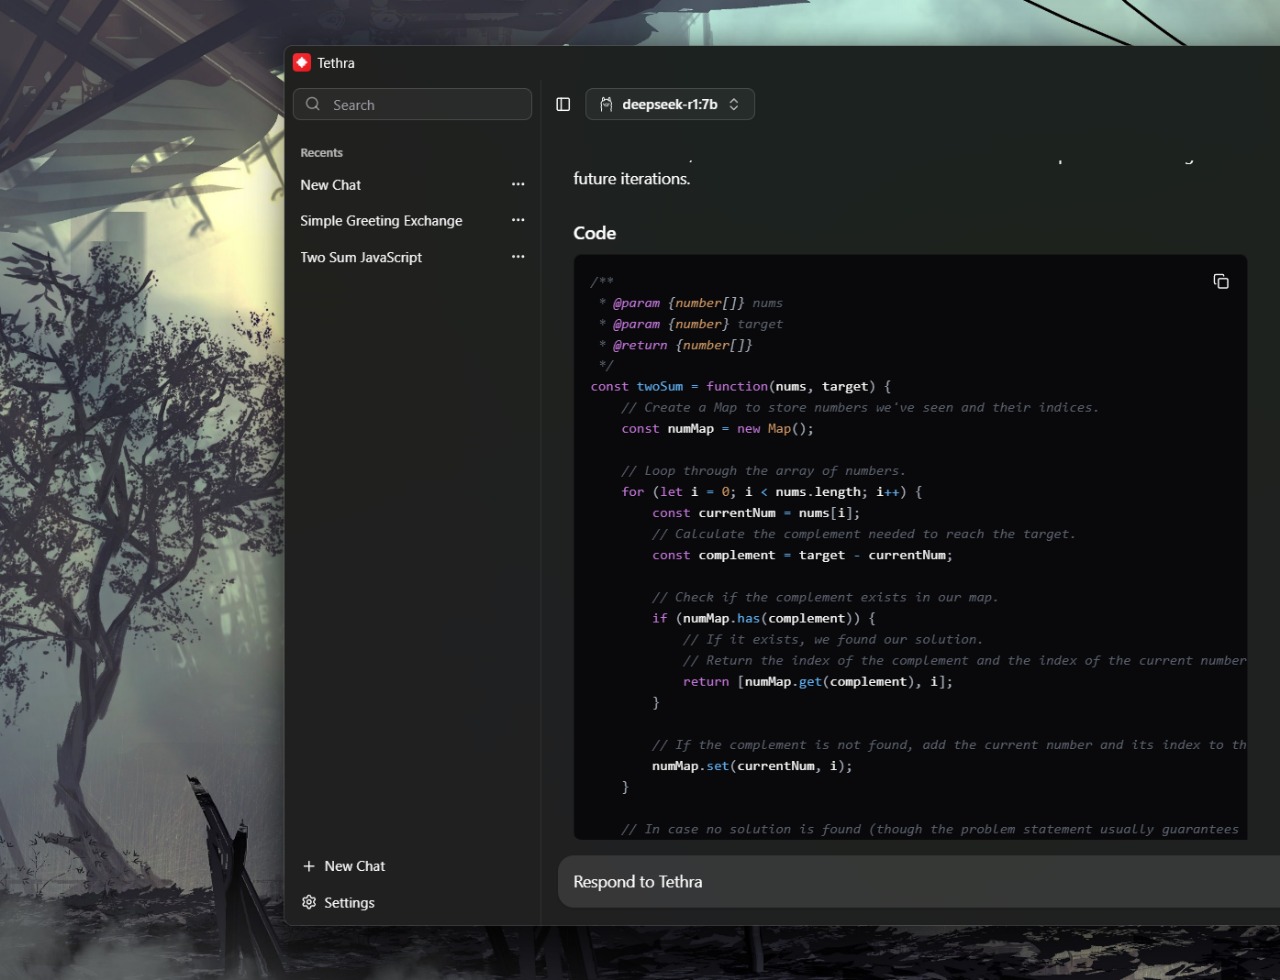 Tethra
Search
deepseek-r1:7b
Recents
New Chat
Simple Greeting Exchange
Two Sum JavaScript
future iterations.
Code
/**
 * @param {number[]} nums
 * @param {number} target
 * @return {number[]}
 */
const twoSum = function(nums, target) {
    // Create a Map to store numbers we've seen and their indices.
    const numMap = new Map();
    // Loop through the array of numbers.
    for (let i = 0; i < nums.length; i++) {
        const currentNum = nums[i];
        // Calculate the complement needed to reach the target.
        const complement = target - currentNum;
        // Check if the complement exists in our map.
        if (numMap.has(complement)) {
            // If it exists, we found our solution.
            // Return the index of the complement and the index of the current number
            return [numMap.get(complement), i];
        }
        // If the complement is not found, add the current number and its index to th
        numMap.set(currentNum, i);
    }
    // In case no solution is found (though the problem statement usually guarantees
New Chat
Settings
Respond to Tethra